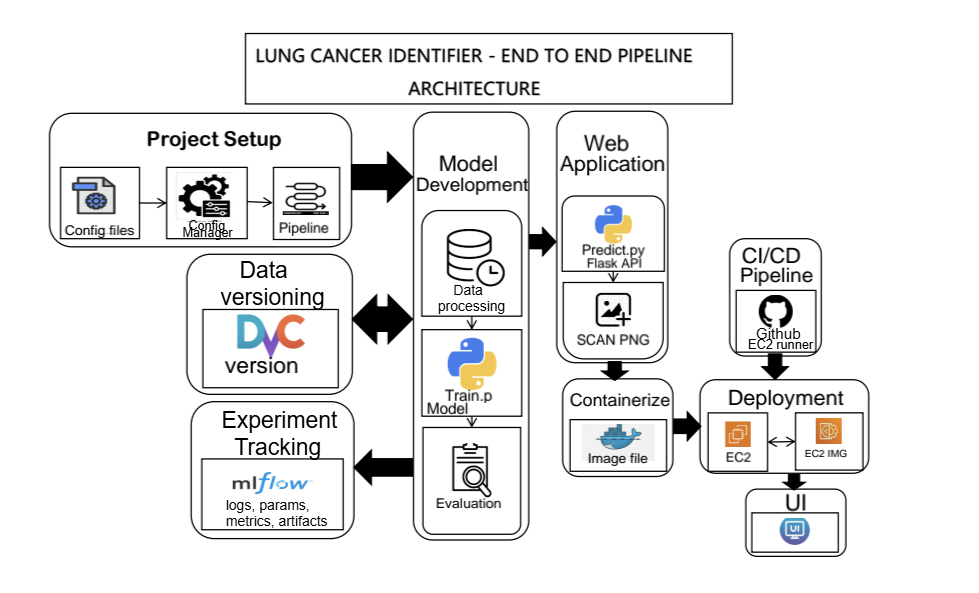 LUNG CANCER IDENTIFIER - END TO END PIPELINE
ARCHITECTURE
Project Setup
Config files
Config
Manager
Pipeline
Data
versioning
DVC
version
Experiment
Tracking
mlflow
logs, params,
metrics, artifacts
Model
Development
Data
processing
Train.p
Model
Evaluation
Web
Application
Predict.py
Flask API
SCAN PNG
Containerize
Image file
CI/CD
Pipeline
Github
EC2 runner
Deployment
EC2
EC2 IMG
UI
UI